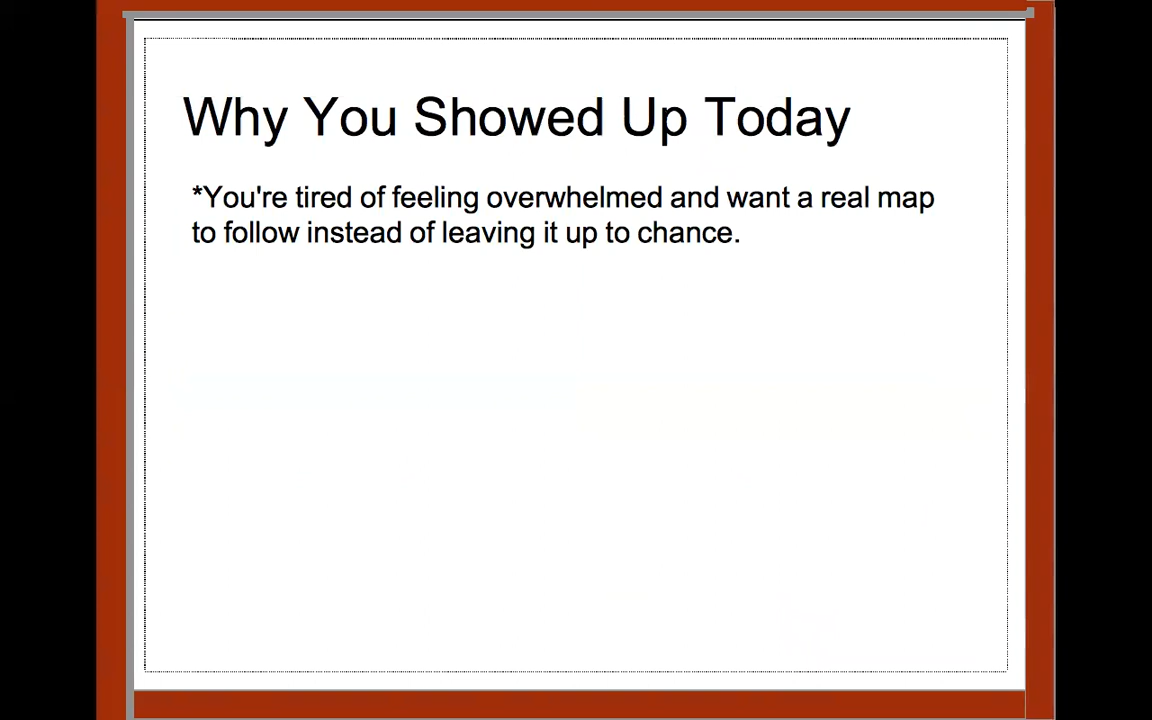 Why You Showed Up Today
*You're tired of feeling overwhelmed and want a real map
to follow instead of leaving it up to chance.